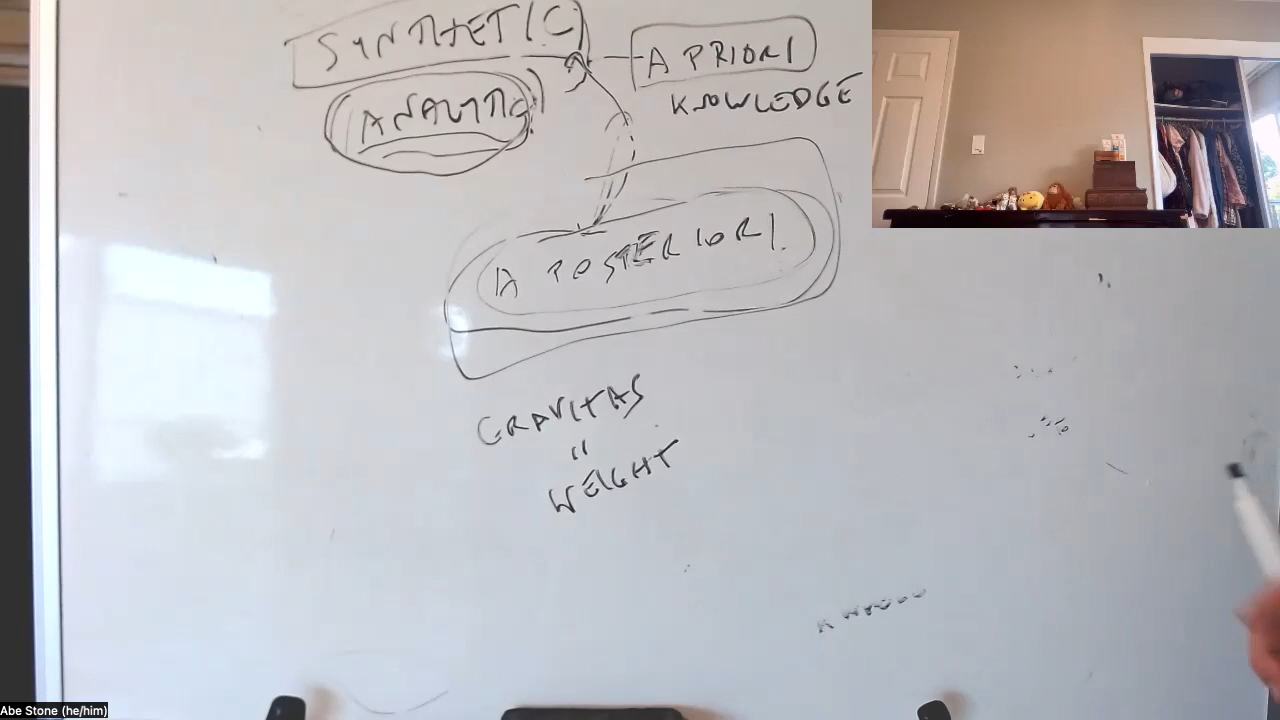 SYNTHETIC
A PRIORI
KNOWLEDGE
ANALYTIC
A POSTERIORI
GRAVITAS
"
WEIGHT
Abe Stone (he/him)